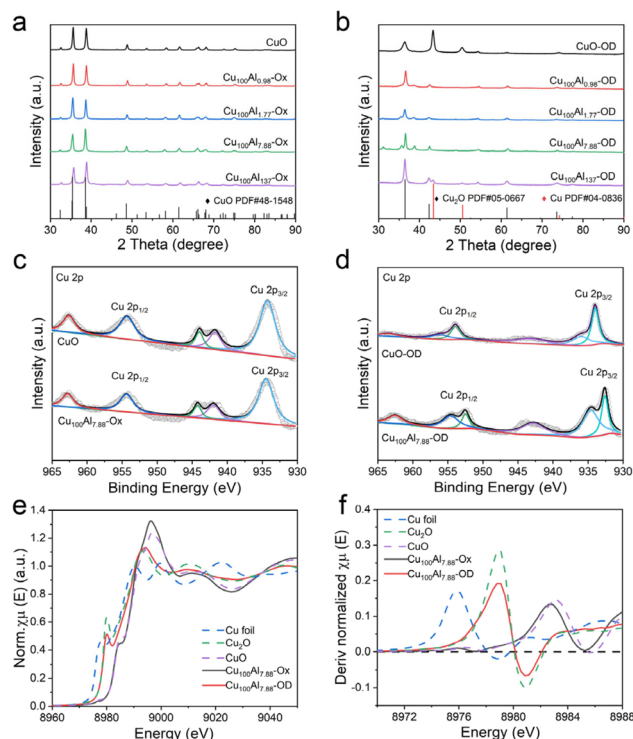 a
CuO
Cu100Al0.98-Ox
Cu100Al1.77-Ox
Cu100Al7.88-Ox
Cu100Al137-Ox
♦ CuO PDF#48-1548
30 40 50 60 70 80 90
2 Theta (degree)
Intensity (a.u.)
b
CuO-OD
Cu100Al0.98-OD
Cu100Al1.77-OD
Cu100Al7.88-OD
Cu100Al137-OD
♦ Cu2O PDF#05-0667 ♦ Cu PDF#04-0836
30 40 50 60 70 80 90
2 Theta (degree)
Intensity (a.u.)
c
Cu 2p
Cu 2p3/2
Cu 2p1/2
CuO
Cu 2p3/2
Cu 2p1/2
Cu100Al7.88-Ox
965 960 955 950 945 940 935 930
Binding Energy (eV)
Intensity (a.u.)
d
Cu 2p
Cu 2p3/2
Cu 2p1/2
CuO-OD
Cu 2p3/2
Cu 2p1/2
Cu100Al7.88-OD
965 960 955 950 945 940 935 930
Binding Energy (eV)
Intensity (a.u.)
e
1.4
1.2
1.0
0.8
0.6
0.4
0.2
0.0
Cu foil
Cu2O
CuO
Cu100Al7.88-Ox
Cu100Al7.88-OD
8960 8980 9000 9020 9040
Energy (eV)
Norm. χμ (E)
f
0.4
0.3
0.2
0.1
0.0
-0.1
Cu foil
Cu2O
CuO
Cu100Al7.88-Ox
Cu100Al7.88-OD
8972 8976 8980 8984 8988
Energy (eV)
Deriv normalized χμ (E)